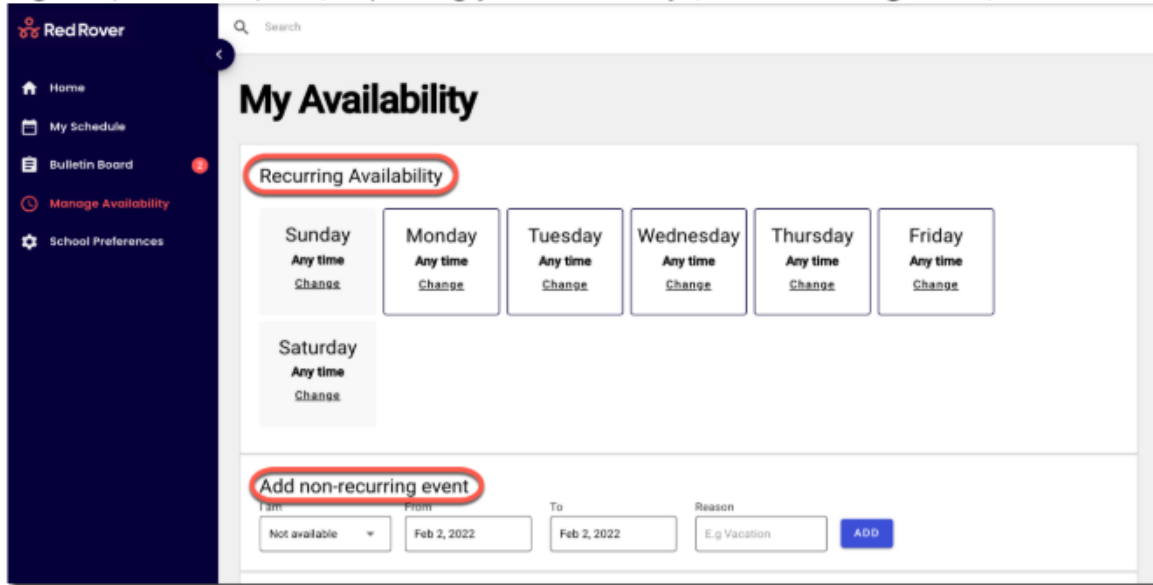 Red Rover
Search
Home
My Schedule
Bulletin Board 2
Manage Availability
School Preferences
My Availability
Recurring Availability
Sunday Monday Tuesday Wednesday Thursday Friday
Any time Any time Any time Any time Any time Any time
Change Change Change Change Change Change
Saturday
Any time
Change
Add non-recurring event
I am From To Reason
Not available Feb 2, 2022 Feb 2, 2022 E.g Vacation ADD